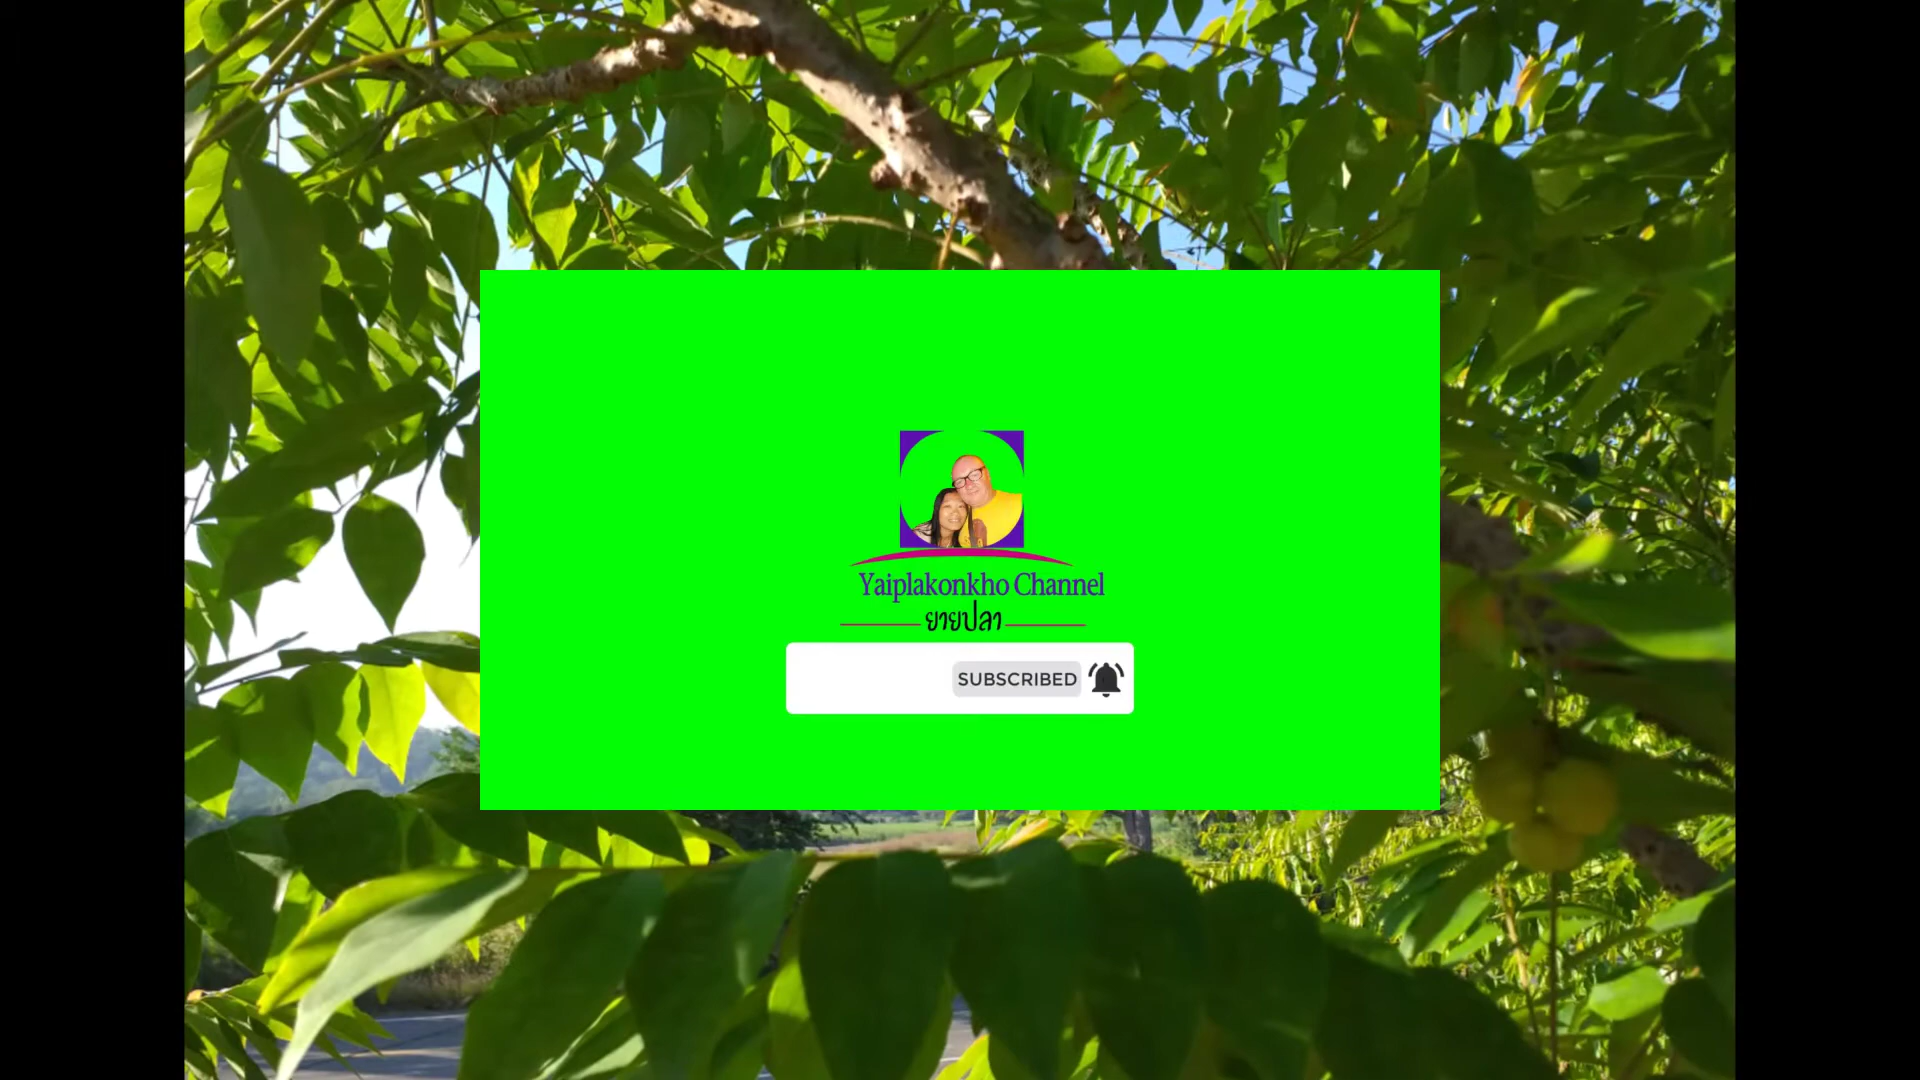 Yaiplakonkho Channel
ยายปลา
SUBSCRIBED